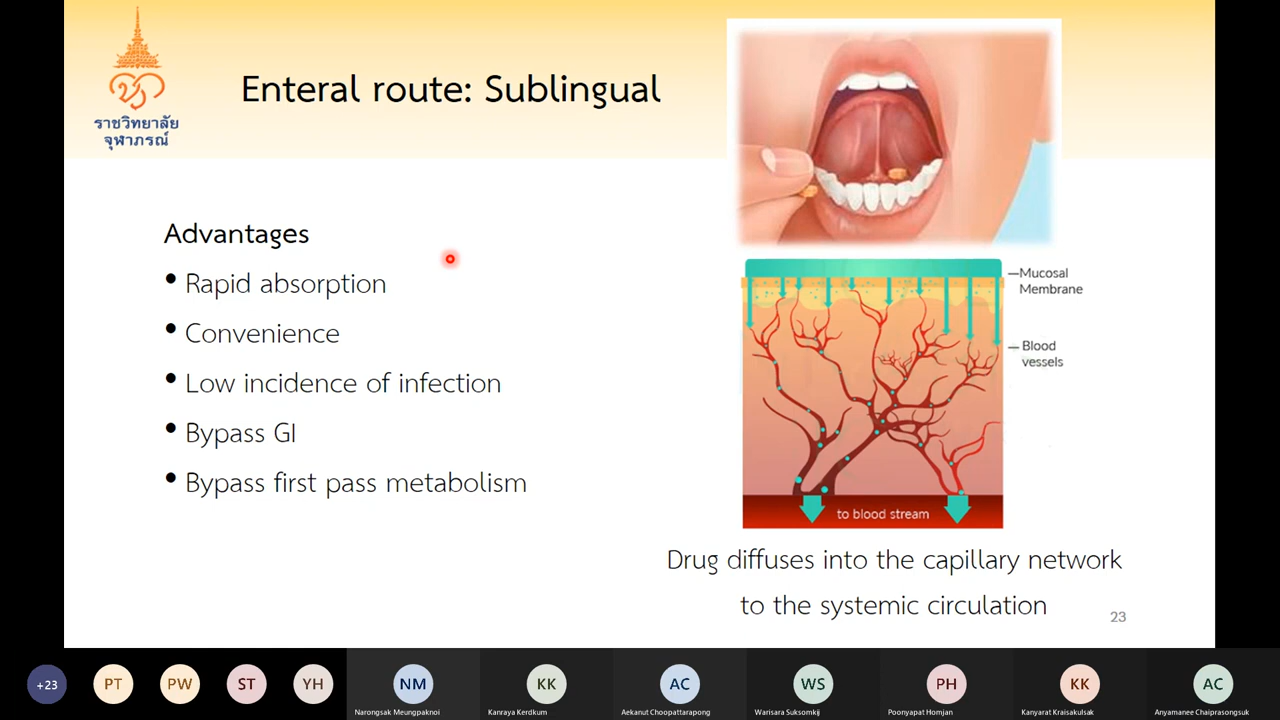 Enteral route: Sublingual
ราชวิทยาลัย
จุฬาภรณ์
Advantages
• Rapid absorption
• Convenience
• Low incidence of infection
• Bypass GI
• Bypass first pass metabolism
Mucosal
Membrane
Blood
vessels
to blood stream
Drug diffuses into the capillary network
to the systemic circulation
23
+23
PT
PW
ST
YH
NM
Narongsak Meungpaknoi
KK
Kanraya Kerdkum
AC
Aekanut Choopattarapong
WS
Warisara Suksomkij
PH
Poonyapat Homjan
KK
Kanyarat Kraisakulsak
AC
Anyamanee Chaiprasongsuk